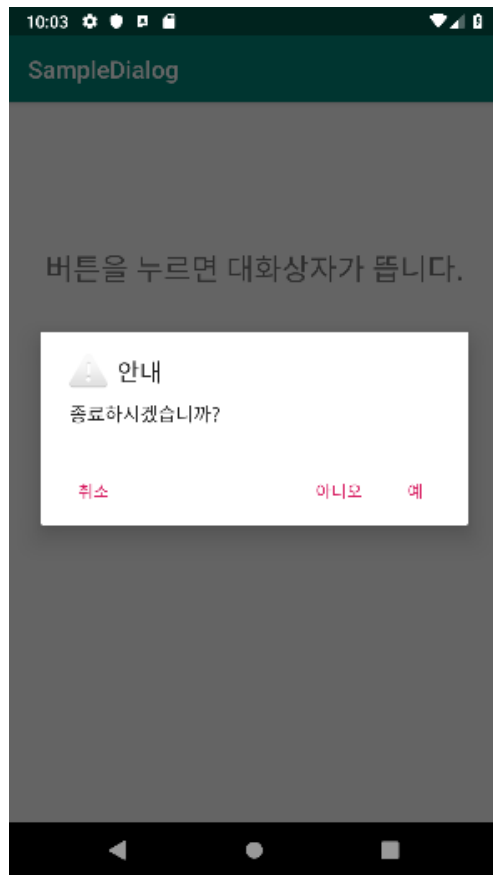 10:03
SampleDialog
버튼을 누르면 대화상자가 뜹니다.
안내
종료하시겠습니까?
취소 아니오 예